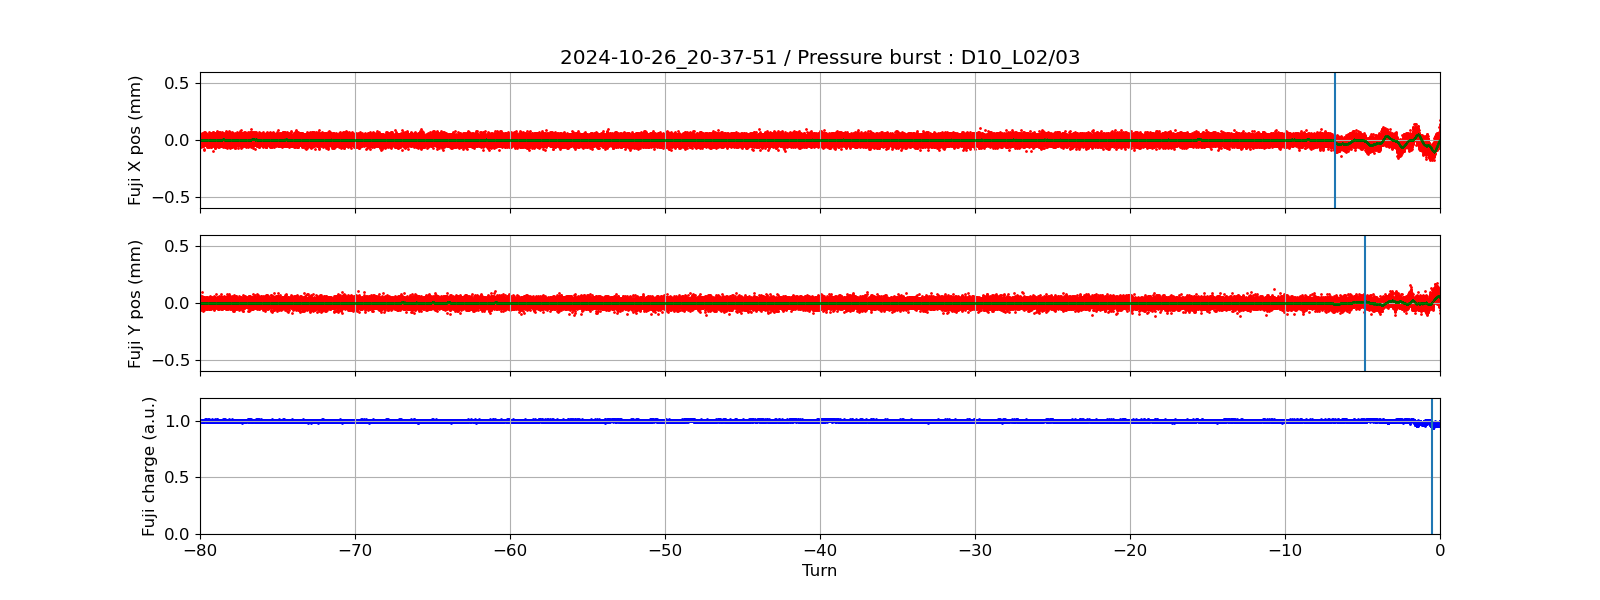 2024-10-26_20-37-51 / Pressure burst : D10_L02/03
Fuji X pos (mm)
0.5
0.0
−0.5
Fuji Y pos (mm)
0.5
0.0
−0.5
Fuji charge (a.u.)
1.0
0.5
0.0
−80 −70 −60 −50 −40 −30 −20 −10 0
Turn